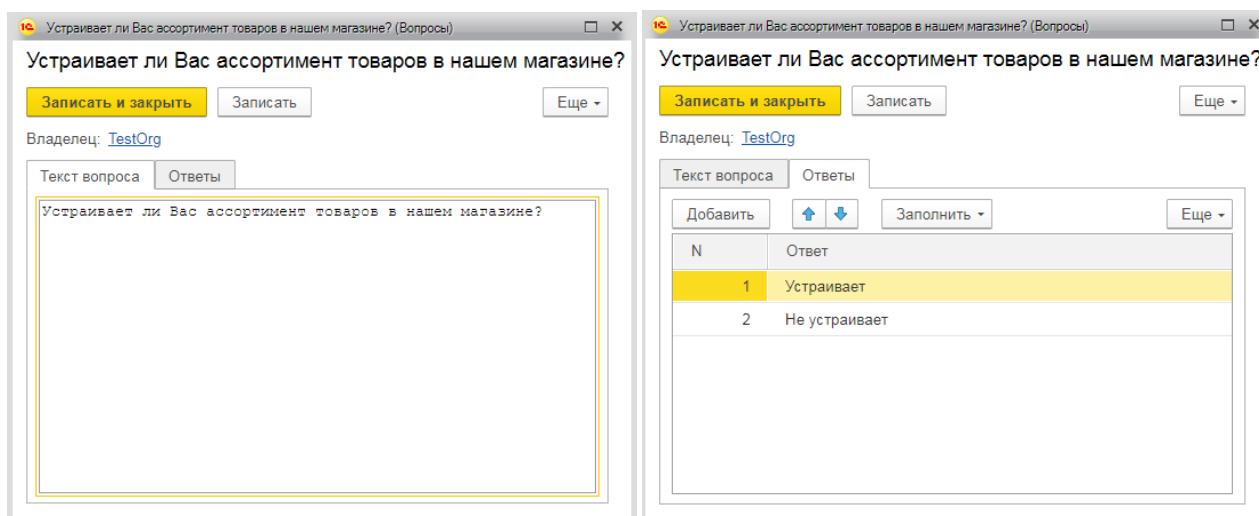 Устраивает ли Вас ассортимент товаров в нашем магазине? (Вопросы)
Устраивает ли Вас ассортимент товаров в нашем магазине?
Записать и закрыть Записать Еще
Владелец: TestOrg
Текст вопроса Ответы
Устраивает ли Вас ассортимент товаров в нашем магазине?
Устраивает ли Вас ассортимент товаров в нашем магазине? (Вопросы)
Устраивает ли Вас ассортимент товаров в нашем магазине?
Записать и закрыть Записать Еще
Владелец: TestOrg
Текст вопроса Ответы
Добавить Заполнить Еще
N Ответ
1 Устраивает
2 Не устраивает